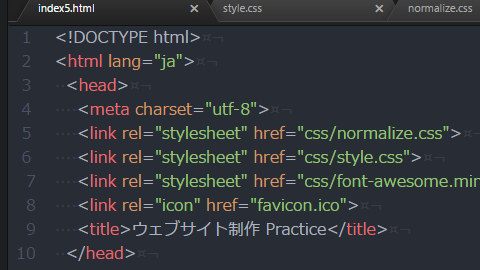 index5.html
style.css
normalize.css
1 <!DOCTYPE html>
2 <html lang="ja">
3 <head>
4 <meta charset="utf-8">
5 <link rel="stylesheet" href="css/normalize.css">
6 <link rel="stylesheet" href="css/style.css">
7 <link rel="stylesheet" href="css/font-awesome.min
8 <link rel="icon" href="favicon.ico">
9 <title>ウェブサイト制作 Practice</title>
10 </head>